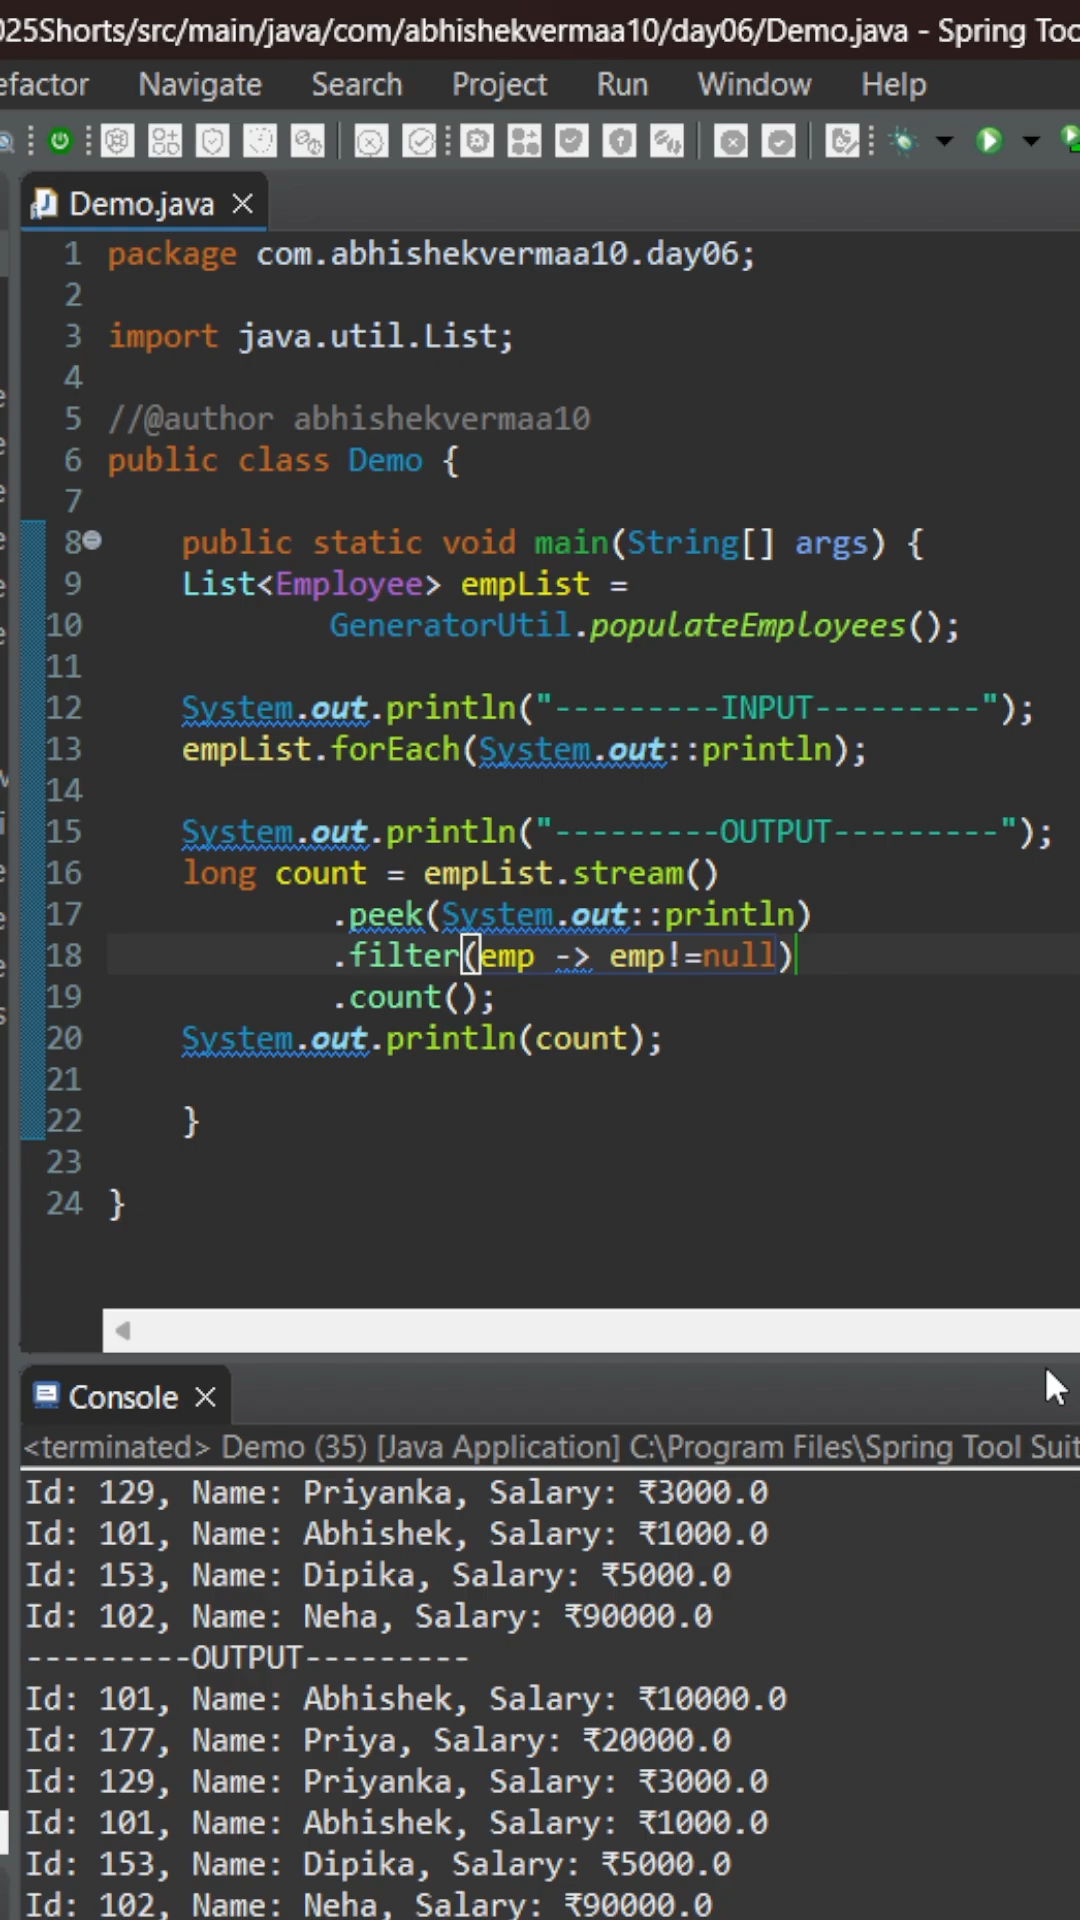 025Shorts/src/main/java/com/abhishekvermaa10/day06/Demo.java - Spring Too
efactor Navigate Search Project Run Window Help
Demo.java
1 package com.abhishekvermaa10.day06;
2
3 import java.util.List;
4
5 //@author abhishekvermaa10
6 public class Demo {
7
8 public static void main(String[] args) {
9 List<Employee> empList =
10 GeneratorUtil.populateEmployees();
11
12 System.out.println("---------INPUT---------");
13 empList.forEach(System.out::println);
14
15 System.out.println("---------OUTPUT---------");
16 long count = empList.stream()
17 .peek(System.out::println)
18 .filter(emp -> emp!=null)
19 .count();
20 System.out.println(count);
21
22 }
23
24 }
Console
<terminated> Demo (35) [Java Application] C:\Program Files\Spring Tool Suit
Id: 129, Name: Priyanka, Salary: ₹3000.0
Id: 101, Name: Abhishek, Salary: ₹1000.0
Id: 153, Name: Dipika, Salary: ₹5000.0
Id: 102, Name: Neha, Salary: ₹90000.0
---------OUTPUT---------
Id: 101, Name: Abhishek, Salary: ₹10000.0
Id: 177, Name: Priya, Salary: ₹20000.0
Id: 129, Name: Priyanka, Salary: ₹3000.0
Id: 101, Name: Abhishek, Salary: ₹1000.0
Id: 153, Name: Dipika, Salary: ₹5000.0
Id: 102, Name: Neha, Salary: ₹90000.0